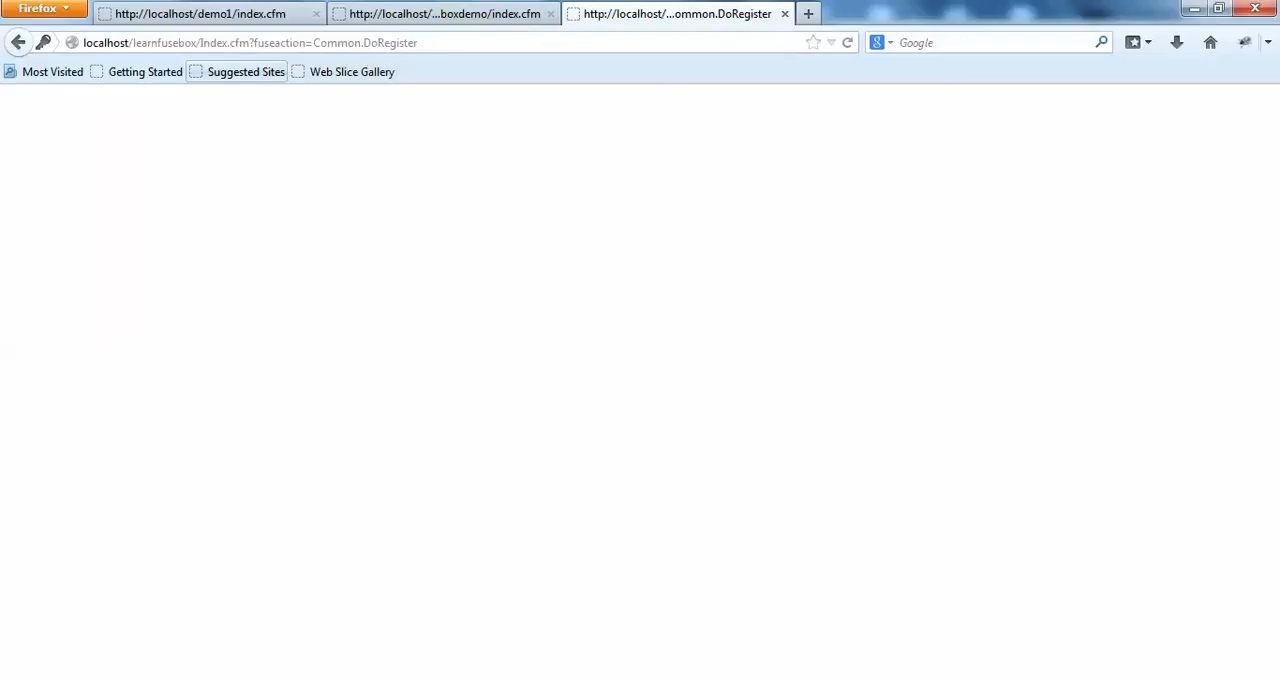 Firefox
http://localhost/demo1/index.cfm
http://localhost/...boxdemo/index.cfm
http://localhost/...ommon.DoRegister
localhost/learnfusebox/Index.cfm?fuseaction=Common.DoRegister
Google
Most Visited
Getting Started
Suggested Sites
Web Slice Gallery